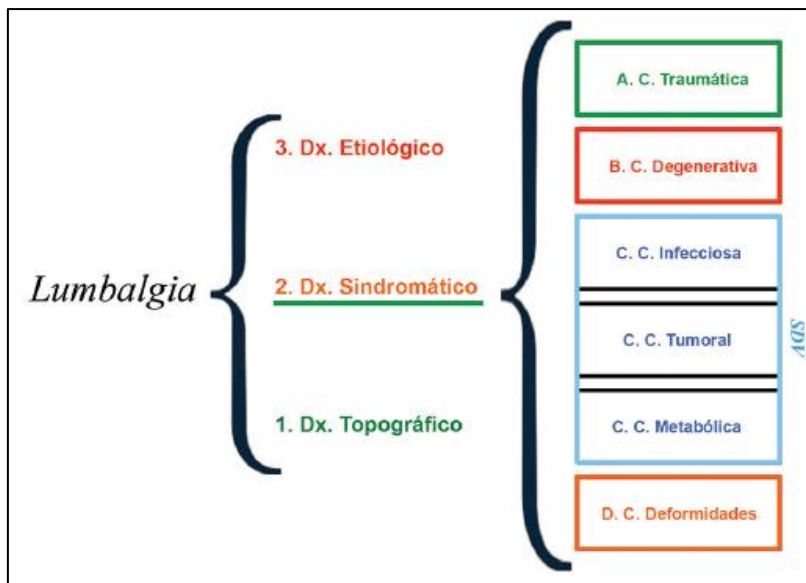 Lumbalgia
3. Dx. Etiológico
2. Dx. Sindromático
1. Dx. Topográfico
A. C. Traumática
B. C. Degenerativa
C. C. Infecciosa
C. C. Tumoral
C. C. Metabólica
D. C. Deformidades
SDV